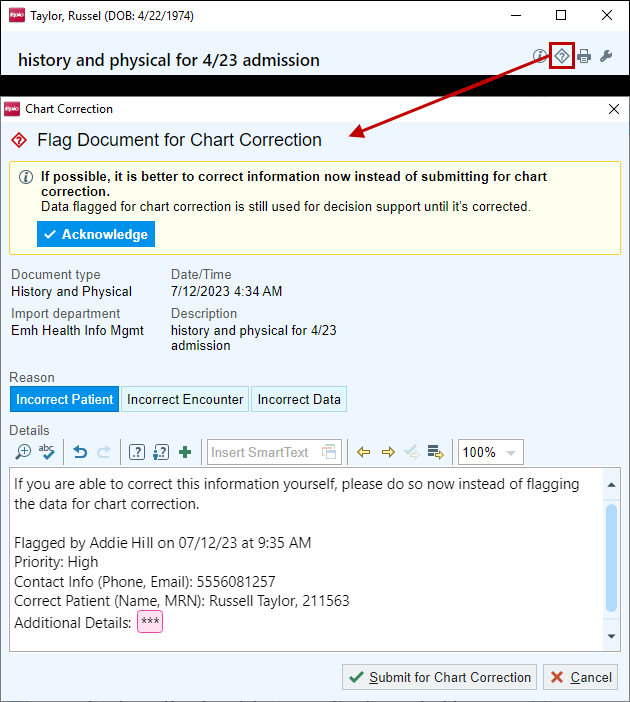 Epic Taylor, Russel (DOB: 4/22/1974)
history and physical for 4/23 admission
Epic Chart Correction
Flag Document for Chart Correction
If possible, it is better to correct information now instead of submitting for chart
correction.
Data flagged for chart correction is still used for decision support until it's corrected.
Acknowledge
Document type Date/Time
History and Physical 7/12/2023 4:34 AM
Import department Description
Emh Health Info Mgmt history and physical for 4/23
admission
Reason
Incorrect Patient Incorrect Encounter Incorrect Data
Details
abc Insert SmartText 100%
If you are able to correct this information yourself, please do so now instead of flagging
the data for chart correction.
Flagged by Addie Hill on 07/12/23 at 9:35 AM
Priority: High
Contact Info (Phone, Email): 5556081257
Correct Patient (Name, MRN): Russell Taylor, 211563
Additional Details: ***
Submit for Chart Correction Cancel